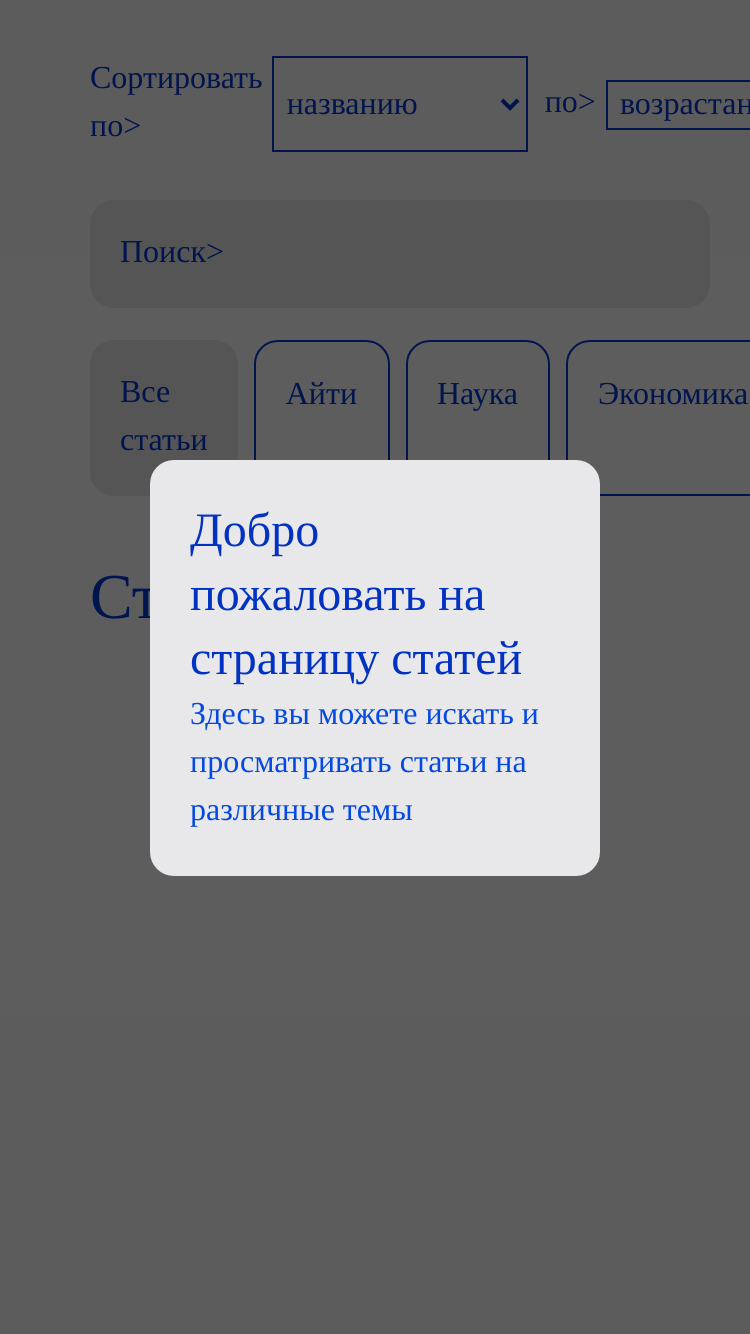 Сортировать
по>
названию
по>
возрастан
Поиск>
Все
статьи
Айти
Наука
Экономика
Ст
Добро
пожаловать на
страницу статей
Здесь вы можете искать и
просматривать статьи на
различные темы